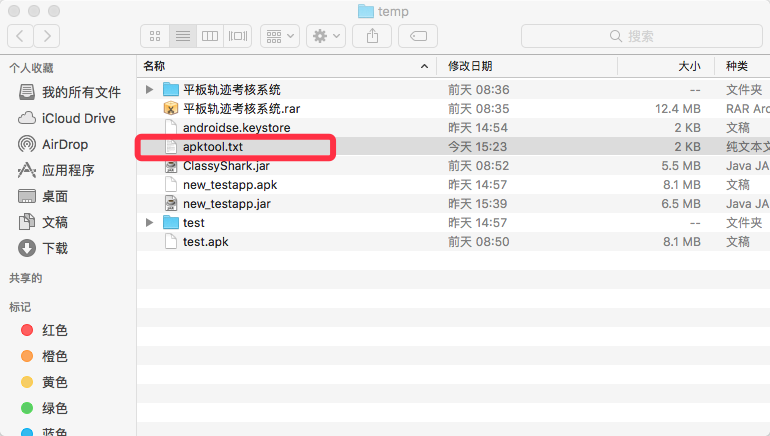 temp
搜索
个人收藏
我的所有文件
iCloud Drive
AirDrop
应用程序
桌面
文稿
下载
共享的
标记
红色
橙色
黄色
绿色
蓝色
名称 修改日期 大小 种类
平板轨迹考核系统 前天 08:36 -- 文件夹
平板轨迹考核系统.rar 前天 08:35 12.4 MB RAR Arc
androidse.keystore 昨天 14:54 2 KB 文稿
apktool.txt 今天 15:23 2 KB 纯文本文
ClassyShark.jar 前天 08:52 5.5 MB Java JA
new_testapp.apk 昨天 14:57 8.1 MB 文稿
new_testapp.jar 昨天 15:39 6.5 MB Java JA
test 昨天 14:57 -- 文件夹
test.apk 前天 08:50 8.1 MB 文稿